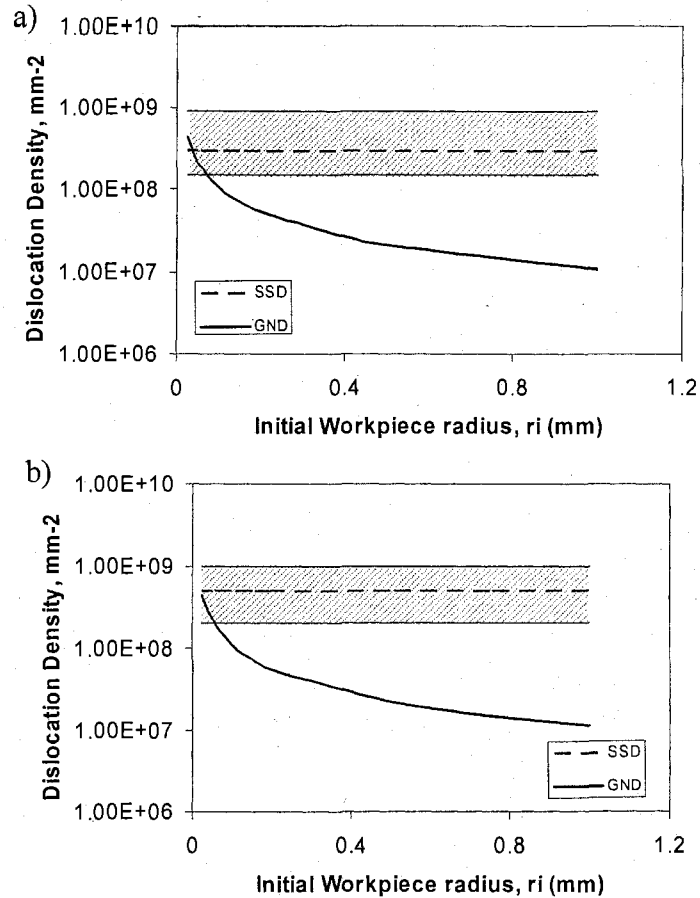 a)
1.00E+10
1.00E+09
1.00E+08
1.00E+07
1.00E+06
Dislocation Density, mm-2
SSD
GND
0
0.4
0.8
1.2
Initial Workpiece radius, ri (mm)
b)
1.00E+10
1.00E+09
1.00E+08
1.00E+07
1.00E+06
Dislocation Density, mm-2
SSD
GND
0
0.4
0.8
1.2
Initial Workpiece radius, ri (mm)